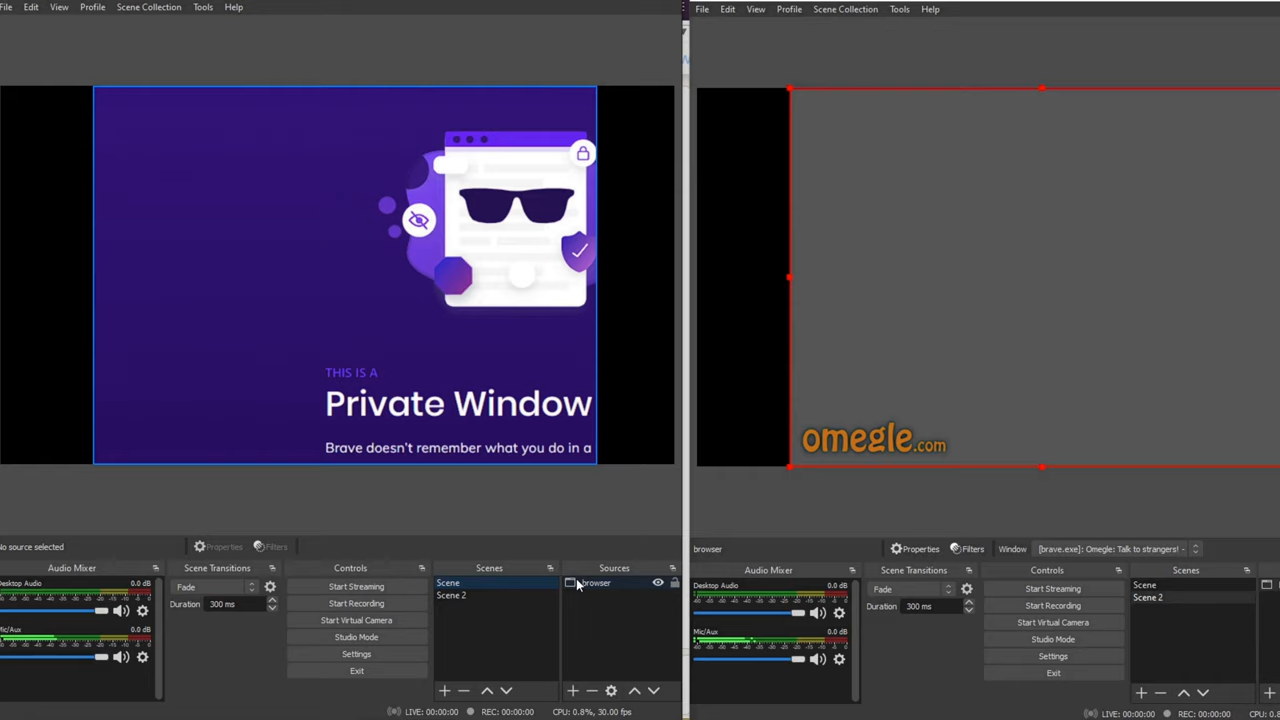 File Edit View Profile Scene Collection Tools Help
THIS IS A
Private Window
Brave doesn't remember what you do in a
No source selected Properties Filters
Audio Mixer Scene Transitions Controls Scenes Sources
Desktop Audio 0.0 dB
Mic/Aux 0.0 dB
Fade
Duration 300 ms
Start Streaming
Start Recording
Start Virtual Camera
Studio Mode
Settings
Exit
Scene
Scene 2
browser
LIVE: 00:00:00 REC: 00:00:00 CPU: 0.8%, 30.00 fps
File Edit View Profile Scene Collection Tools Help
omegle.com
browser Properties Filters Window [brave.exe]: Omegle: Talk to strangers! -
Audio Mixer Scene Transitions Controls Scenes
Desktop Audio 0.0 dB
Mic/Aux 0.0 dB
Fade
Duration 300 ms
Start Streaming
Start Recording
Start Virtual Camera
Studio Mode
Settings
Exit
Scene
Scene 2
LIVE: 00:00:00 REC: 00:00:00 CPU: 0.